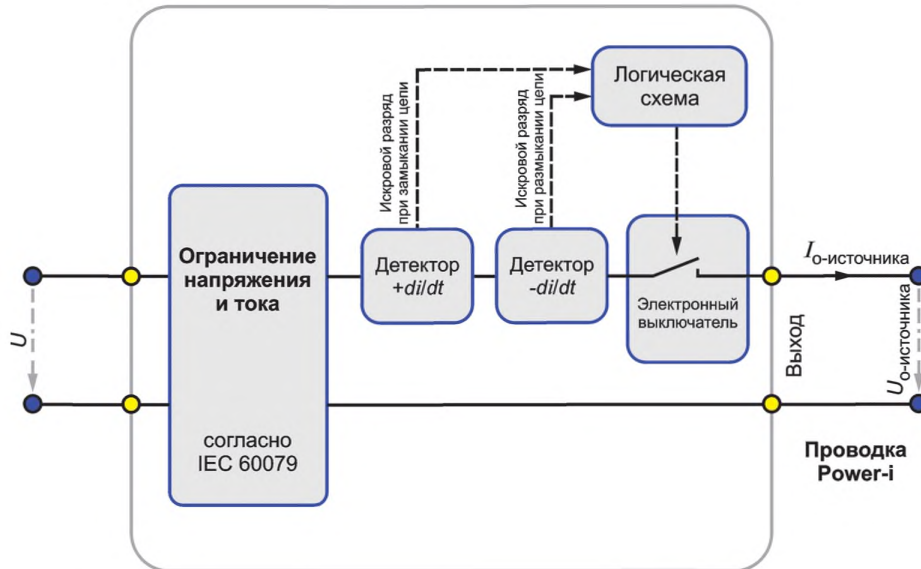 Логическая
схема
Искровой разряд
при замыкании цепи
Искровой разряд
при размыкании цепи
Ограничение
напряжения
и тока
Детектор
+di/dt
Детектор
-di/dt
Электронный
выключатель
Iо-источника
U
Выход
Uо-источника
согласно
IEC 60079
Проводка
Power-i